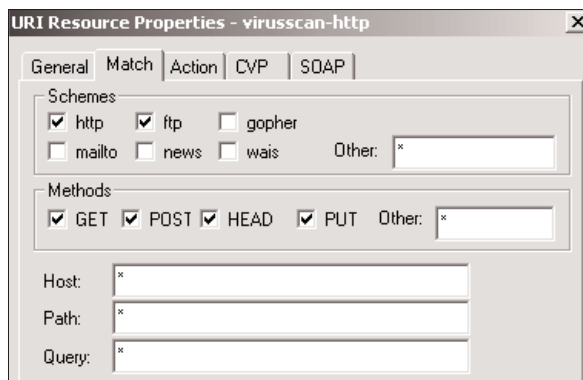 URI Resource Properties - virusscan-http
General Match Action CVP SOAP
Schemes
http ftp gopher
mailto news wais Other: *
Methods
GET POST HEAD PUT Other: *
Host: *
Path: *
Query: *